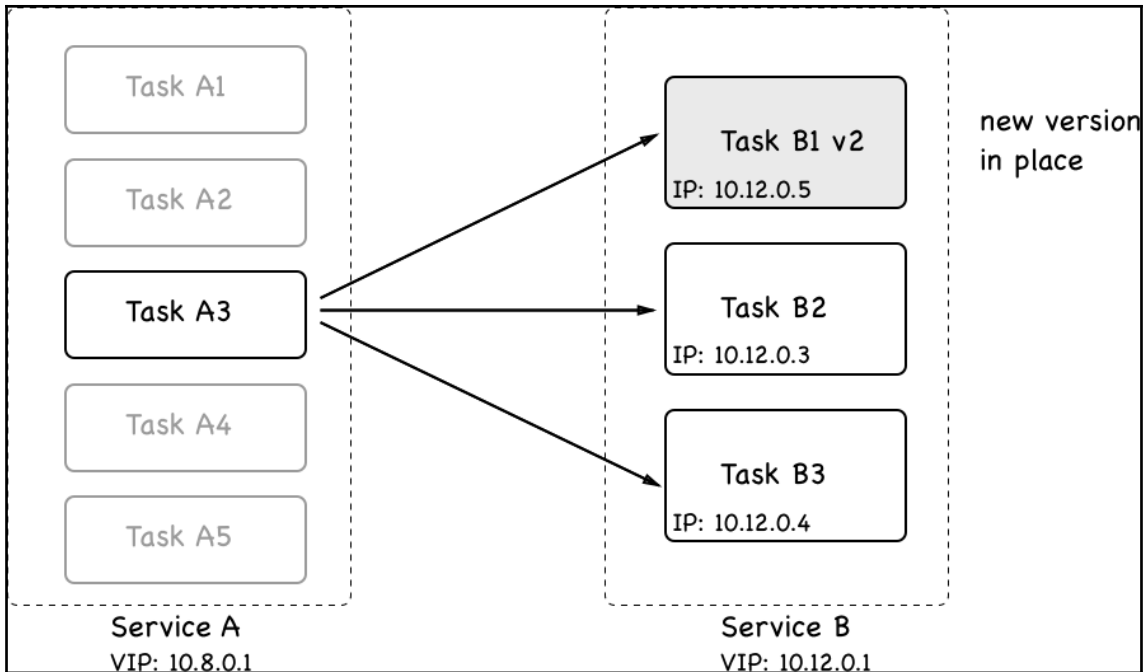 Task A1
Task A2
Task A3
Task A4
Task A5
Service A
VIP: 10.8.0.1
Task B1 v2
IP: 10.12.0.5
Task B2
IP: 10.12.0.3
Task B3
IP: 10.12.0.4
Service B
VIP: 10.12.0.1
new version
in place